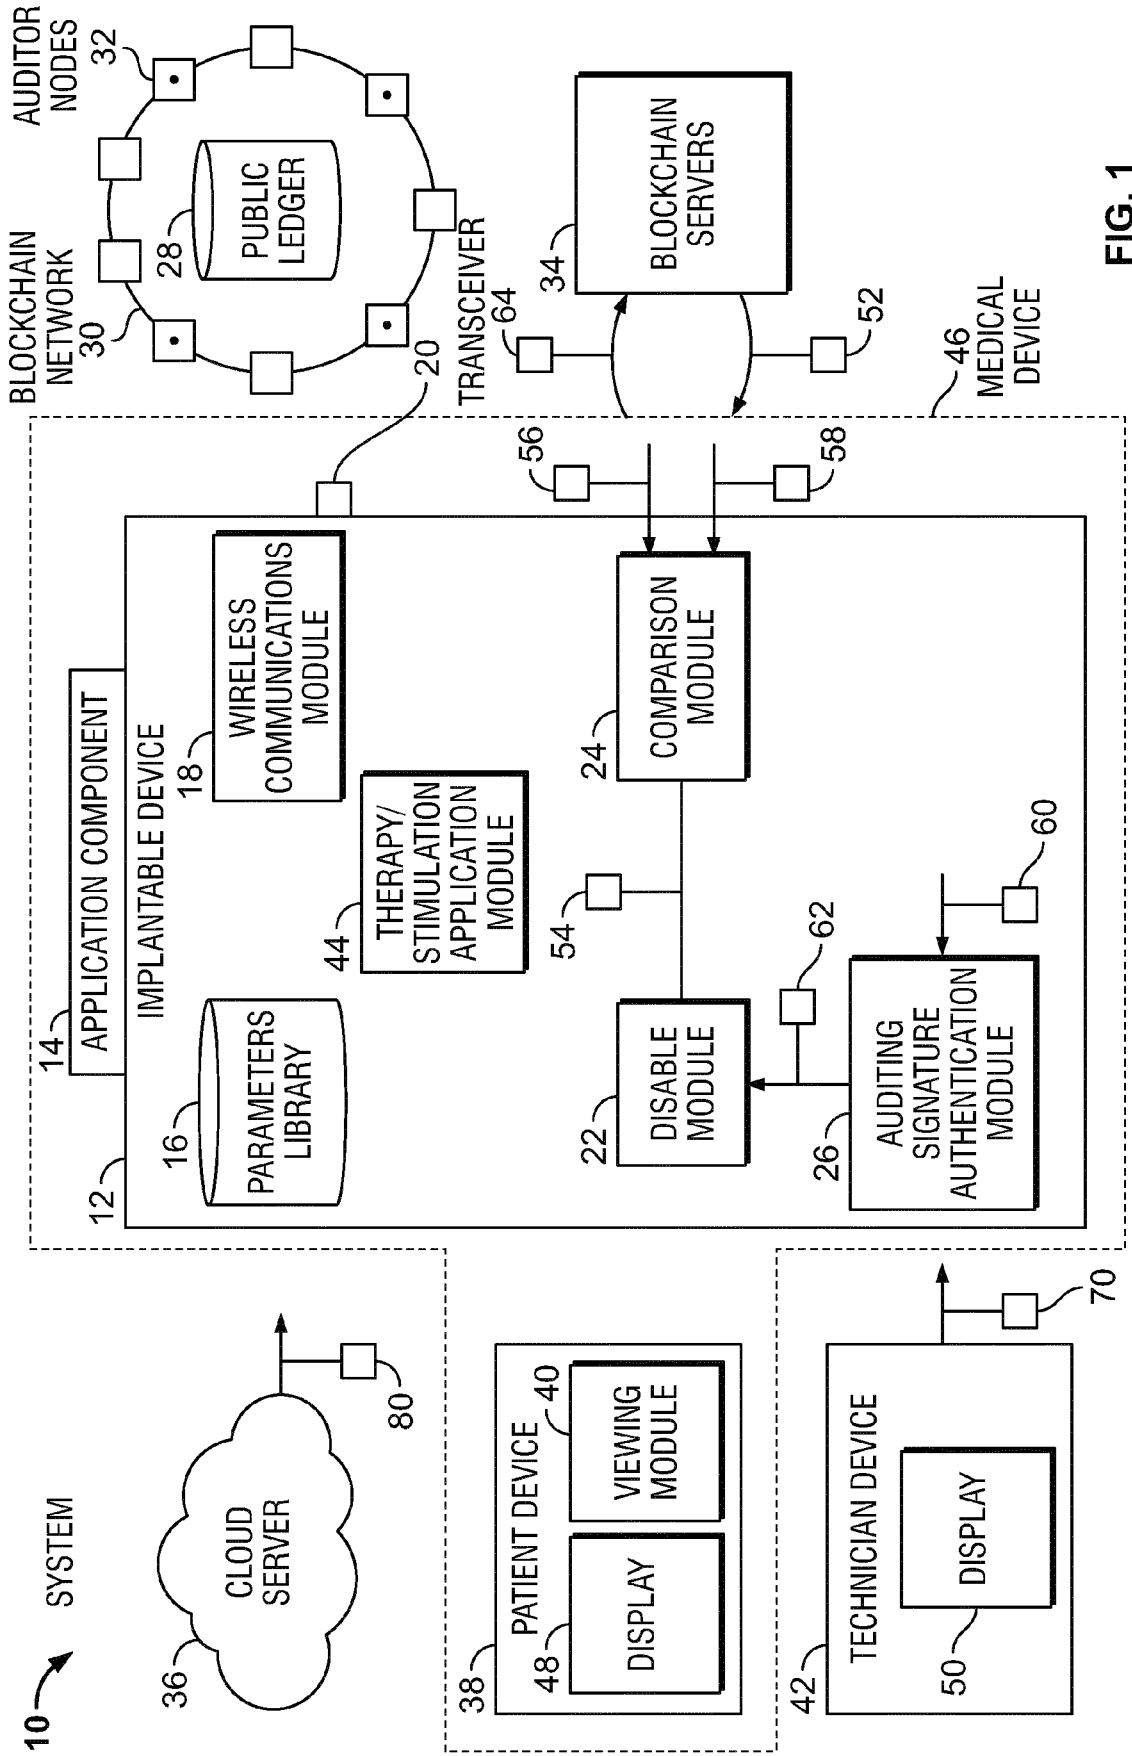 10
SYSTEM
36
CLOUD
SERVER
80
38
PATIENT DEVICE
48
DISPLAY
40
VIEWING
MODULE
42
TECHNICIAN DEVICE
50
DISPLAY
70
14
APPLICATION COMPONENT
12
IMPLANTABLE DEVICE
16
PARAMETERS
LIBRARY
18
WIRELESS
COMMUNICATIONS
MODULE
44
THERAPY/
STIMULATION
APPLICATION
MODULE
20
TRANSCEIVER
22
DISABLE
MODULE
54
24
COMPARISON
MODULE
56
58
62
26
AUDITING
SIGNATURE
AUTHENTICATION
MODULE
60
46
MEDICAL
DEVICE
BLOCKCHAIN
NETWORK
30
AUDITOR
NODES
32
28
PUBLIC
LEDGER
64
34
BLOCKCHAIN
SERVERS
52
FIG. 1